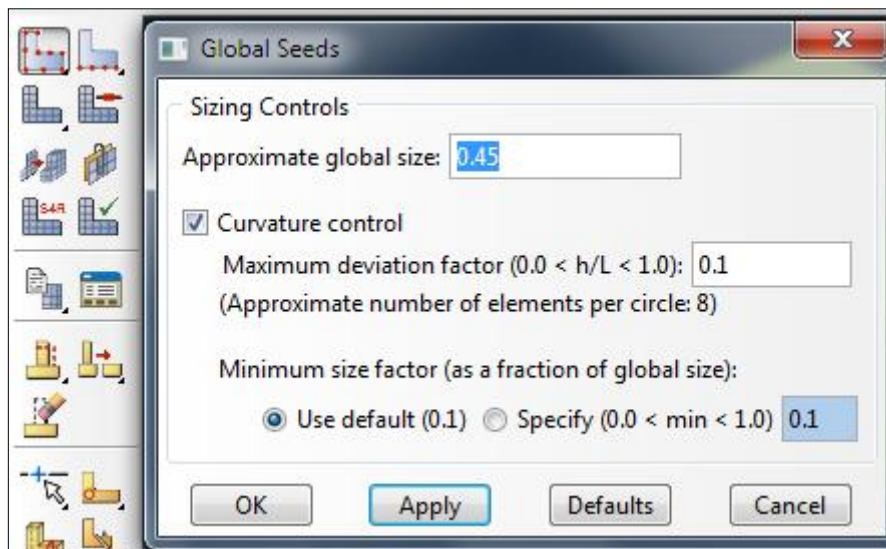 Global Seeds
Sizing Controls
Approximate global size: 0.45
Curvature control
Maximum deviation factor (0.0 < h/L < 1.0): 0.1
(Approximate number of elements per circle: 8)
S4R
Minimum size factor (as a fraction of global size):
Use default (0.1) Specify (0.0 < min < 1.0) 0.1
OK Apply Defaults Cancel